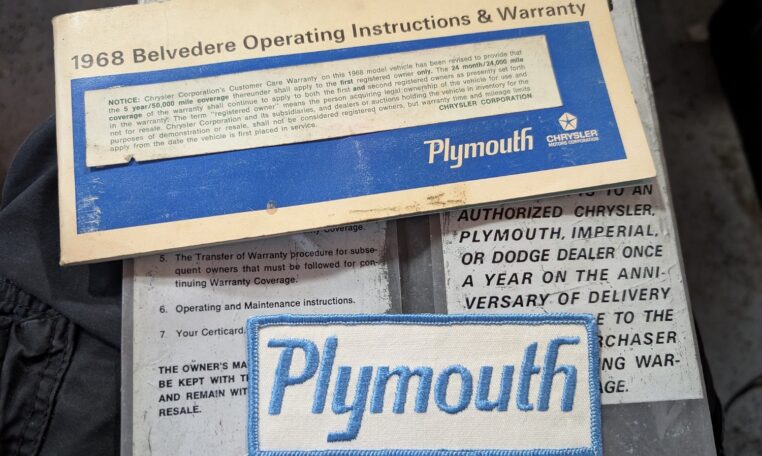 1968 Belvedere Operating Instructions & Warranty
NOTICE: Chrysler Corporation's Customer Care Warranty on this 1968 model vehicle has been revised to provide that
the 5 year/50,000 mile coverage thereunder shall apply to the first registered owner only. The 24 month/24,000 mile
coverage of the warranty shall continue to apply to both the first and second registered owners as presently set forth
in the warranty. The term "registered owner" means the person acquiring legal ownership of the vehicle for use and
not for resale. Chrysler Corporation and its subsidiaries, and dealers or auctions holding the vehicle in inventory for the
purposes of demonstration or resale, shall not be considered registered owners, but warranty time and mileage limits
apply from the date the vehicle is first placed in service.
CHRYSLER CORPORATION
Plymouth
CHRYSLER
MOTORS CORPORATION
ty Coverage.
5. The Transfer of Warranty procedure for subse-
quent owners that must be followed for con-
tinuing Warranty Coverage.
6. Operating and Maintenance instructions.
7 Your Certicard.
THE OWNER'S MA
BE KEPT WITH T
AND REMAIN WIT
RESALE.
TO AN
AUTHORIZED CHRYSLER,
PLYMOUTH, IMPERIAL,
OR DODGE DEALER ONCE
A YEAR ON THE ANNI-
VERSARY OF DELIVERY
E TO THE
RCHASER
NG WAR-
AGE.
Plymouth